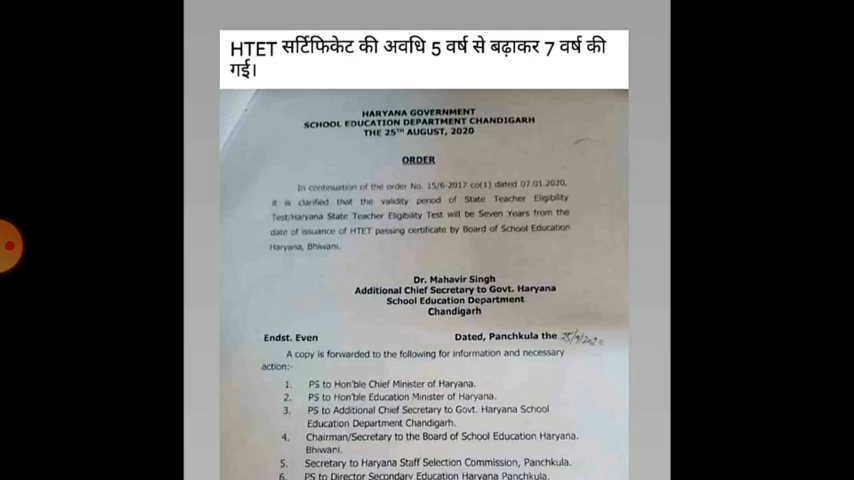 HTET सर्टिफिकेट की अवधि 5 वर्ष से बढ़ाकर 7 वर्ष की
गई।
HARYANA GOVERNMENT
SCHOOL EDUCATION DEPARTMENT CHANDIGARH
THE 25TH AUGUST, 2020
ORDER
In continuation of the order No. 15/6-2017 co(1) dated 07.01.2020,
it is clarified that the validity period of State Teacher Eligibility
Test/Haryana State Teacher Eligibility Test will be Seven Years from the
date of issuance of HTET passing certificate by Board of School Education
Haryana, Bhiwani.
Dr. Mahavir Singh
Additional Chief Secretary to Govt. Haryana
School Education Department
Chandigarh
Endst. Even Dated, Panchkula the
A copy is forwarded to the following for information and necessary
action:-
1. PS to Hon'ble Chief Minister of Haryana.
2. PS to Hon'ble Education Minister of Haryana.
3. PS to Additional Chief Secretary to Govt. Haryana School
Education Department Chandigarh.
4. Chairman/Secretary to the Board of School Education Haryana.
Bhiwani.
5. Secretary to Haryana Staff Selection Commission, Panchkula.
6. PS to Director Secondary Education Haryana Panchkula.